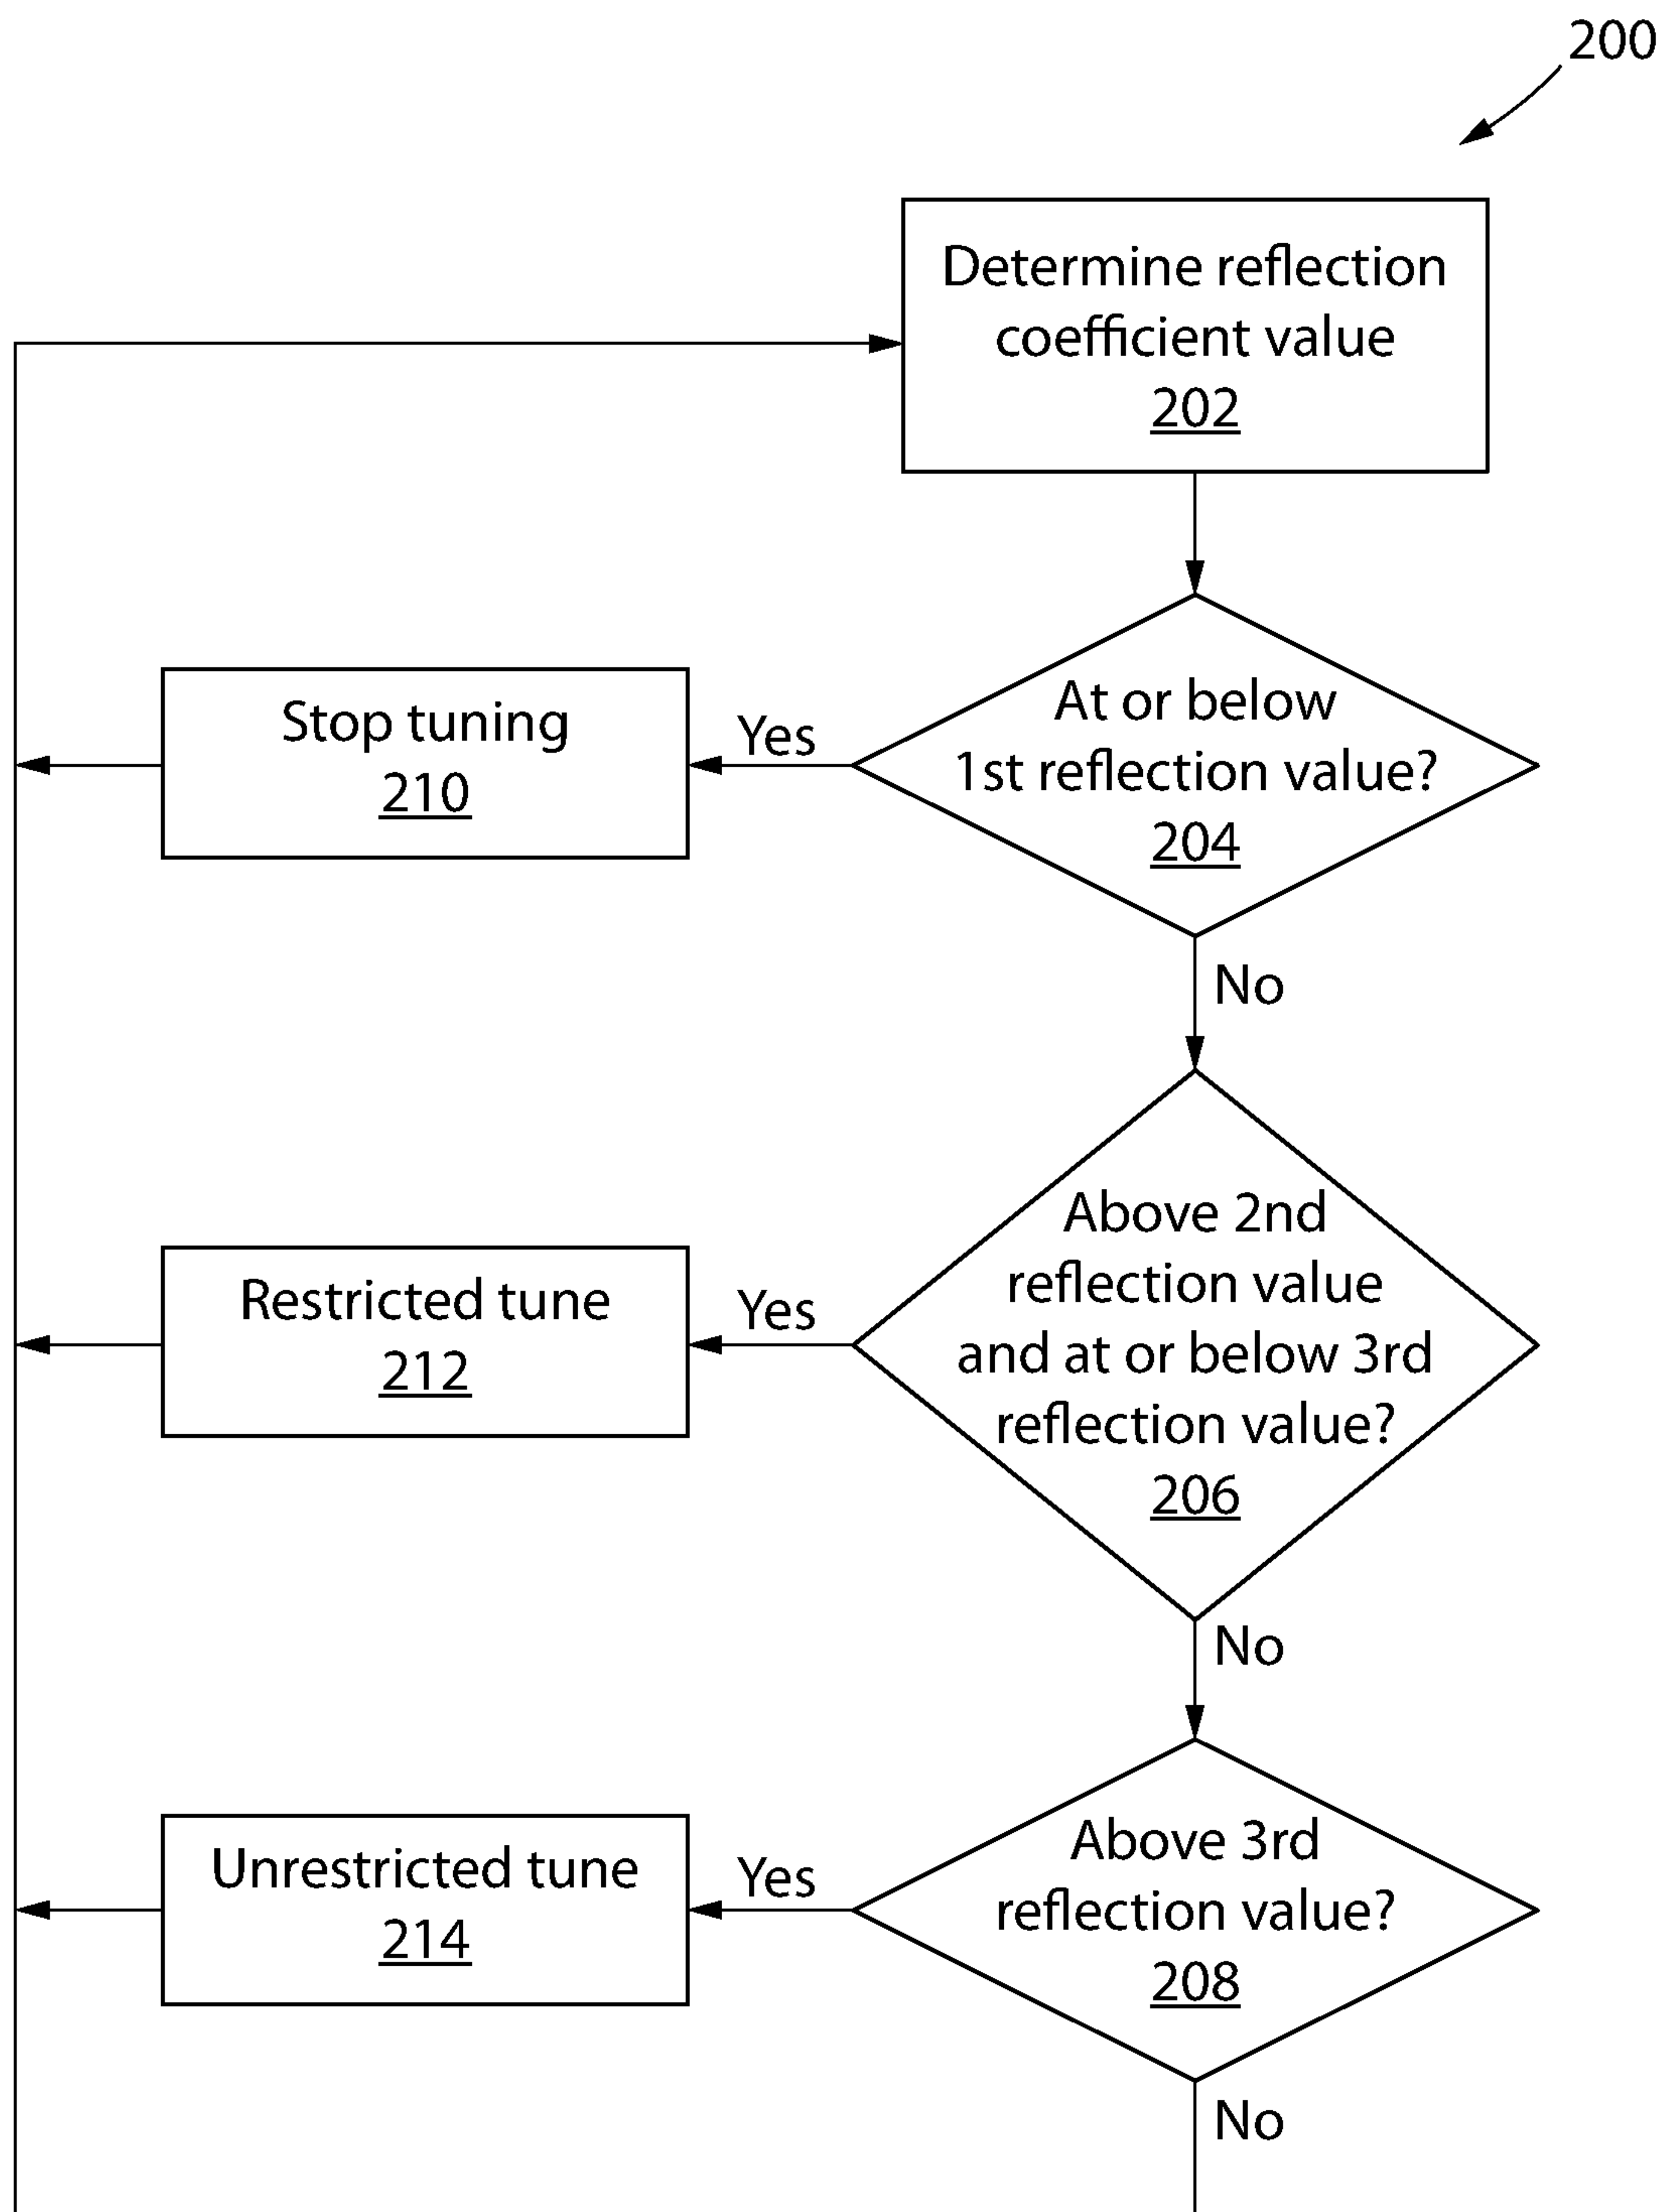 200
Determine reflection
coefficient value
202
At or below
1st reflection value?
204
Yes
Stop tuning
210
No
Above 2nd
reflection value
and at or below 3rd
reflection value?
206
Yes
Restricted tune
212
No
Above 3rd
reflection value?
208
Yes
Unrestricted tune
214
No